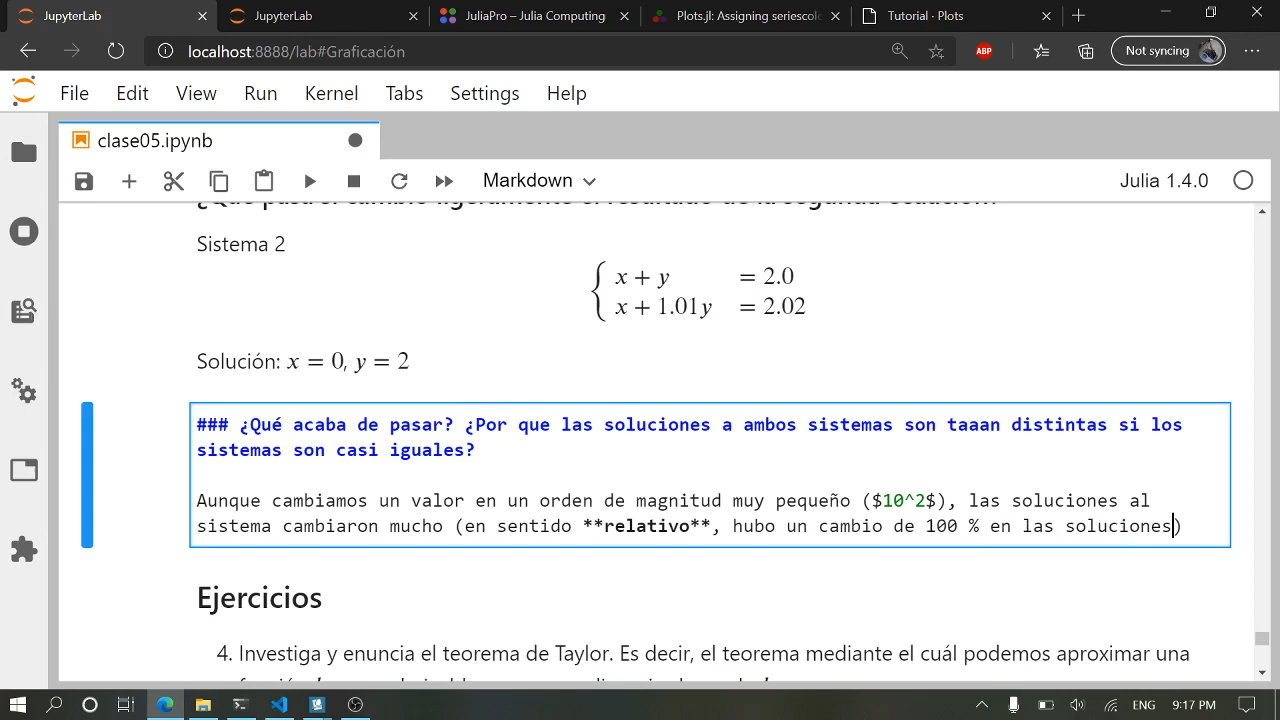 JupyterLab
JupyterLab
JuliaPro – Julia Computing
Plots.jl: Assigning seriescolo
Tutorial · Plots
localhost:8888/lab#Graficación
ABP
Not syncing
File Edit View Run Kernel Tabs Settings Help
clase05.ipynb
Markdown
Julia 1.4.0
Sistema 2
x + y = 2.0
x + 1.01y = 2.02
Solución: x = 0, y = 2
### ¿Qué acaba de pasar? ¿Por que las soluciones a ambos sistemas son taaan distintas si los
sistemas son casi iguales?
Aunque cambiamos un valor en un orden de magnitud muy pequeño ($10^2$), las soluciones al
sistema cambiaron mucho (en sentido **relativo**, hubo un cambio de 100 % en las soluciones)
Ejercicios
4. Investiga y enuncia el teorema de Taylor. Es decir, el teorema mediante el cuál podemos aproximar una
ENG 9:17 PM